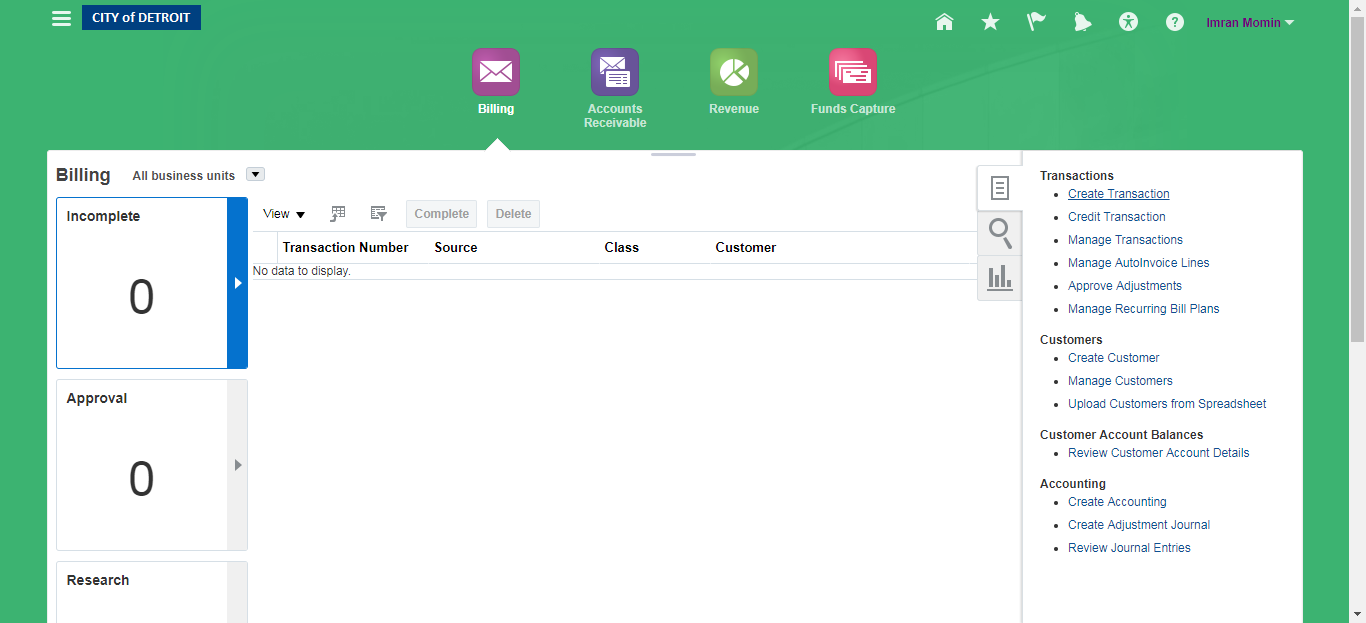 CITY of DETROIT
Imran Momin
Billing
Accounts
Receivable
Revenue
Funds Capture
Billing
All business units
Incomplete
0
Approval
0
Research
View
Complete
Delete
Transaction Number Source Class Customer
No data to display.
Transactions
Create Transaction
Credit Transaction
Manage Transactions
Manage AutoInvoice Lines
Approve Adjustments
Manage Recurring Bill Plans
Customers
Create Customer
Manage Customers
Upload Customers from Spreadsheet
Customer Account Balances
Review Customer Account Details
Accounting
Create Accounting
Create Adjustment Journal
Review Journal Entries